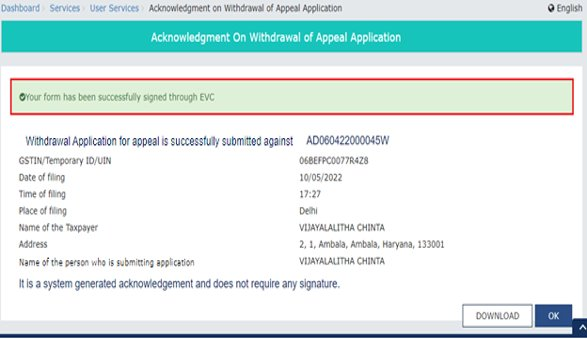 Dashboard › Services › User Services › Acknowledgment on Withdrawal of Appeal Application English
Acknowledgment On Withdrawal of Appeal Application
Your form has been successfully signed through EVC
Withdrawal Application for appeal is successfully submitted against AD060422000045W
GSTIN/Temporary ID/UIN 06BEFPC0077R4Z8
Date of filing 10/05/2022
Time of filing 17:27
Place of filing Delhi
Name of the Taxpayer VIJAYALALITHA CHINTA
Address 2, 1, Ambala, Ambala, Haryana, 133001
Name of the person who is submitting application VIJAYALALITHA CHINTA
It is a system generated acknowledgement and does not require any signature.
DOWNLOAD OK